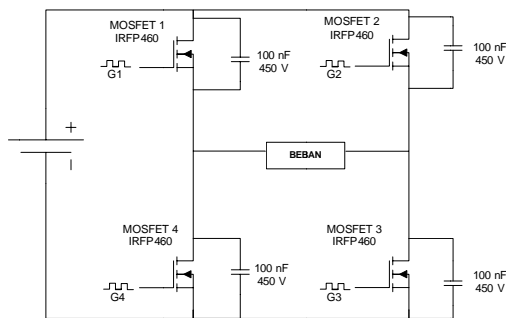 MOSFET 1
IRFP460
G1
100 nF
450 V
MOSFET 2
IRFP460
G2
100 nF
450 V
+
BEBAN
MOSFET 4
IRFP460
G4
100 nF
450 V
MOSFET 3
IRFP460
G3
100 nF
450 V